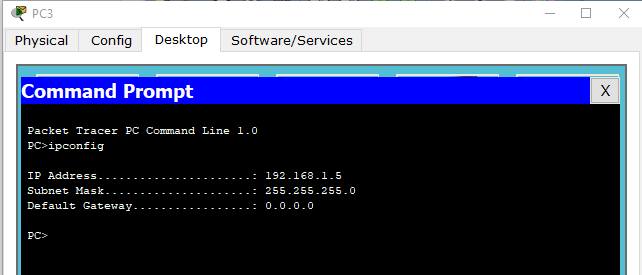 PC3
Physical Config Desktop Software/Services
Command Prompt X
Packet Tracer PC Command Line 1.0
PC>ipconfig
IP Address......................: 192.168.1.5
Subnet Mask.....................: 255.255.255.0
Default Gateway.................: 0.0.0.0
PC>